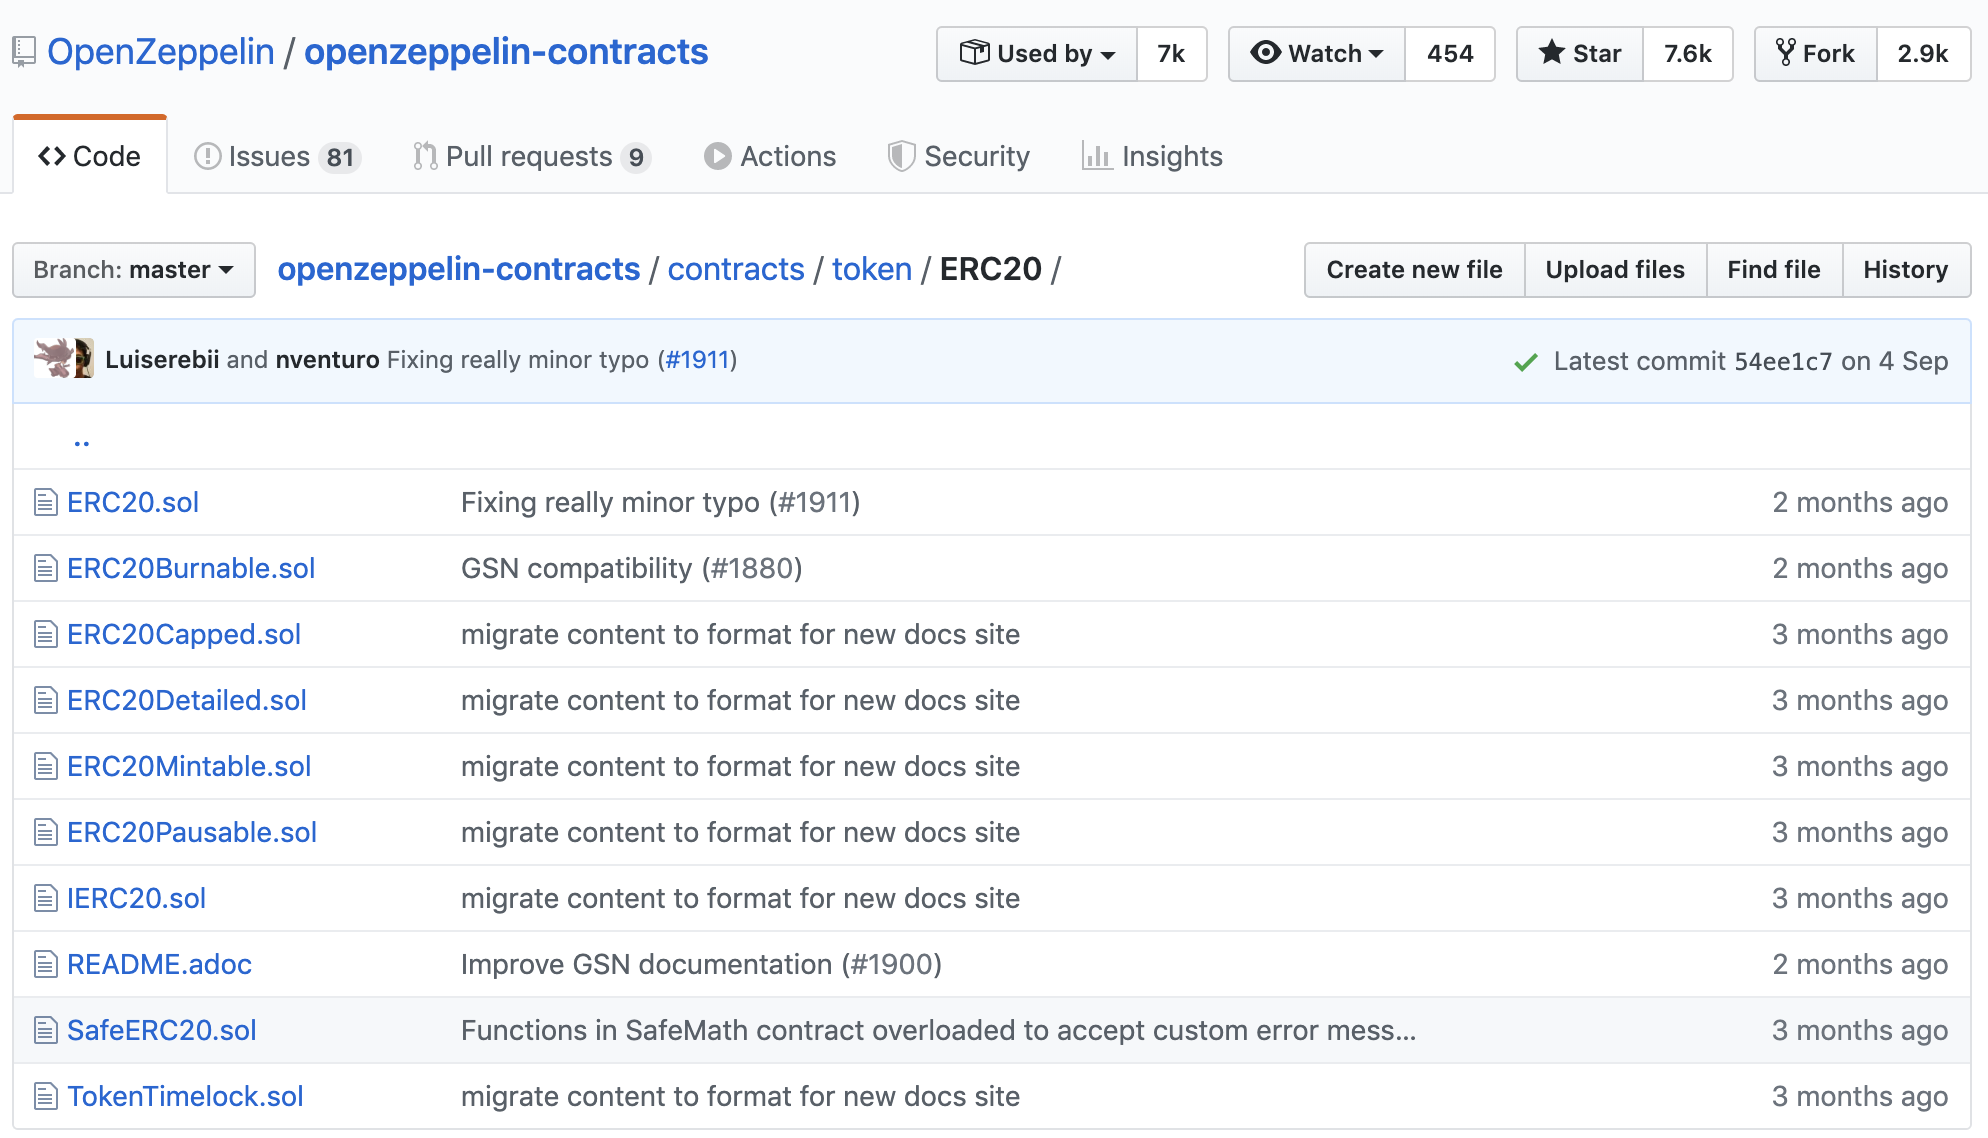 OpenZeppelin / openzeppelin-contracts
Used by 7k Watch 454 Star 7.6k Fork 2.9k
Code Issues 81 Pull requests 9 Actions Security Insights
Branch: master openzeppelin-contracts / contracts / token / ERC20 / Create new file Upload files Find file History
Luiserebii and nventuro Fixing really minor typo (#1911) Latest commit 54ee1c7 on 4 Sep
..
ERC20.sol Fixing really minor typo (#1911) 2 months ago
ERC20Burnable.sol GSN compatibility (#1880) 2 months ago
ERC20Capped.sol migrate content to format for new docs site 3 months ago
ERC20Detailed.sol migrate content to format for new docs site 3 months ago
ERC20Mintable.sol migrate content to format for new docs site 3 months ago
ERC20Pausable.sol migrate content to format for new docs site 3 months ago
IERC20.sol migrate content to format for new docs site 3 months ago
README.adoc Improve GSN documentation (#1900) 2 months ago
SafeERC20.sol Functions in SafeMath contract overloaded to accept custom error mess... 3 months ago
TokenTimelock.sol migrate content to format for new docs site 3 months ago